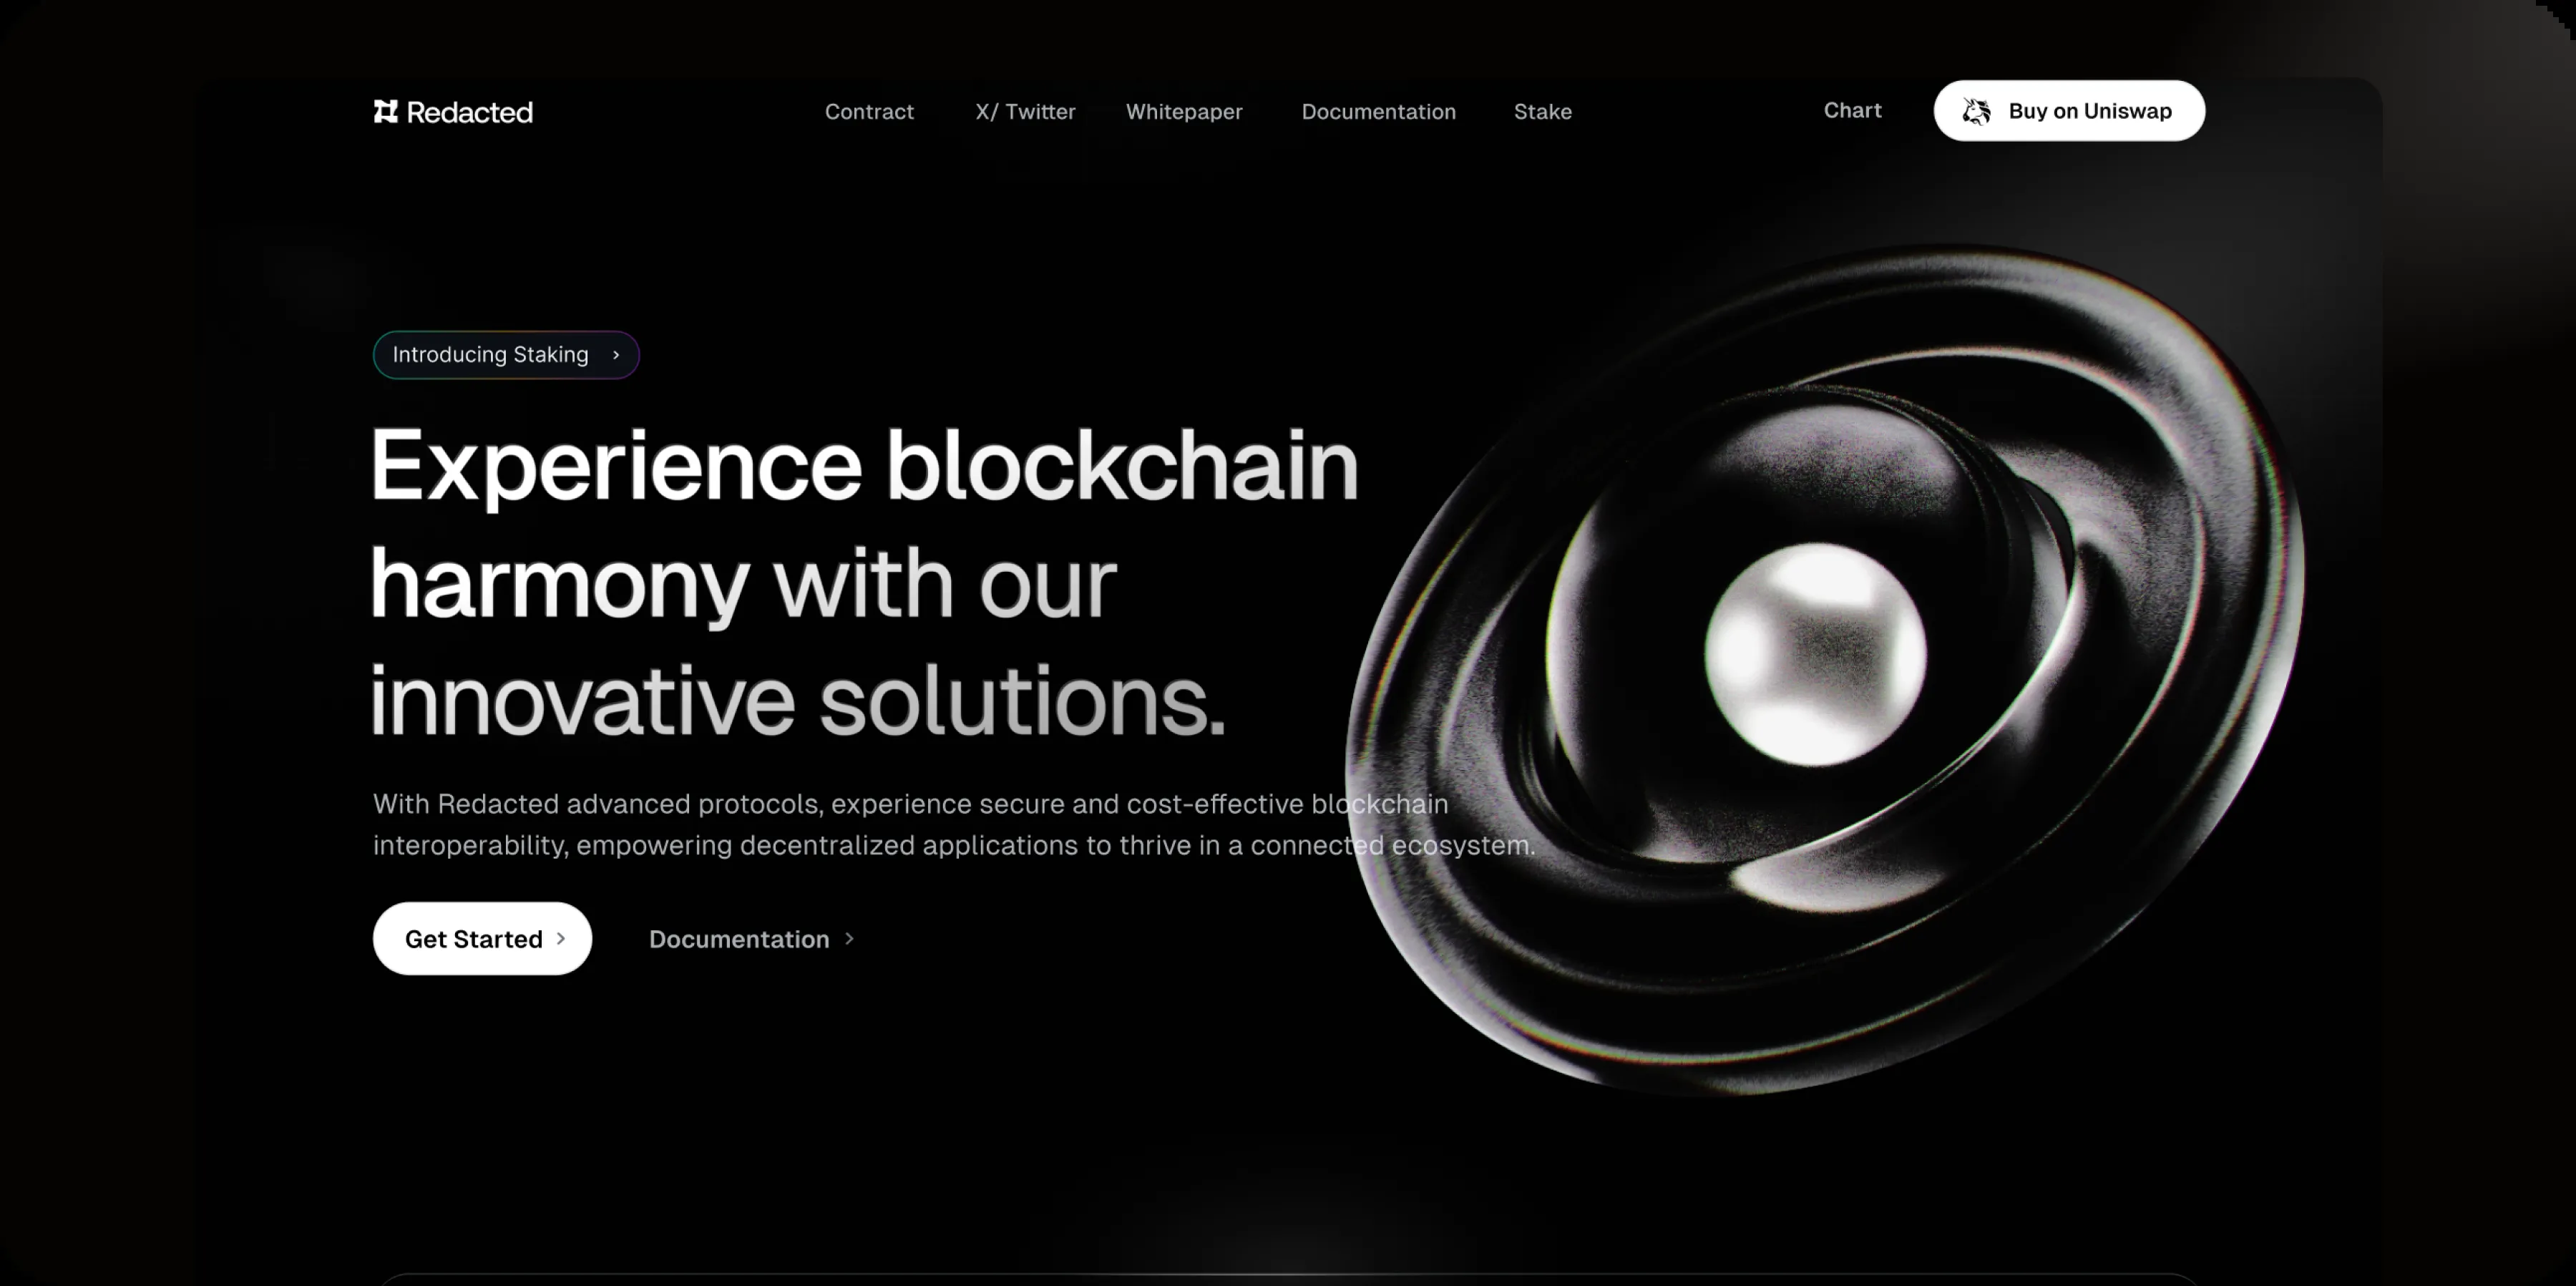 Redacted
Contract
X/ Twitter
Whitepaper
Documentation
Stake
Chart
Buy on Uniswap
Introducing Staking
Experience blockchain
harmony with our
innovative solutions.
With Redacted advanced protocols, experience secure and cost-effective blockchain
interoperability, empowering decentralized applications to thrive in a connected ecosystem.
Get Started
Documentation